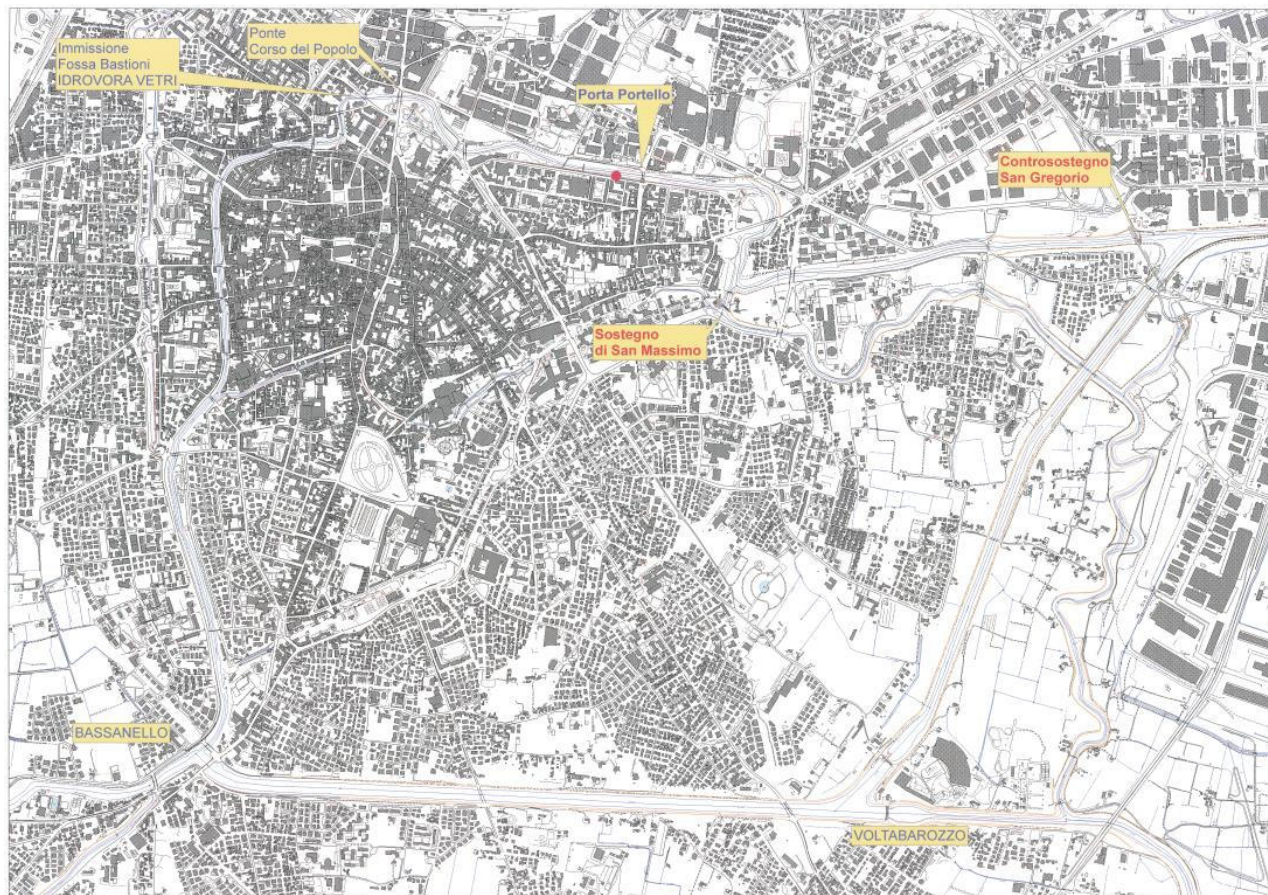 Immissione
Fossa Bastioni
IDROVORA VETRI
Ponte
Corso del Popolo
Porta Portello
Controsostegno
San Gregorio
Sostegno
di San Massimo
BASSANELLO
VOLTABAROZZO